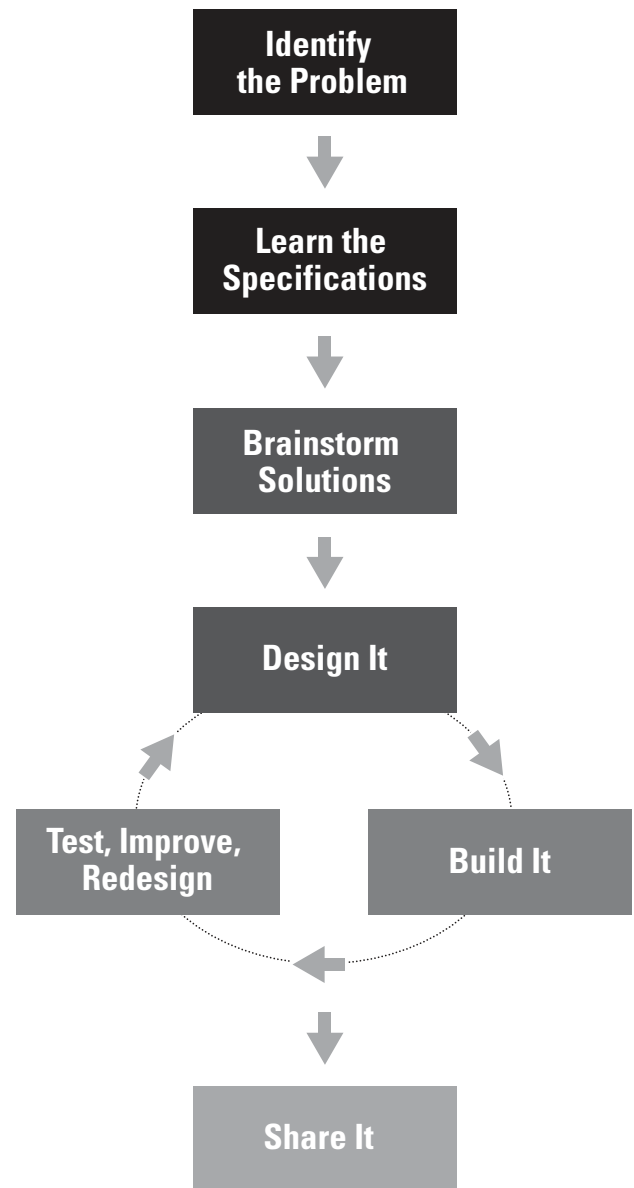 Identify
the Problem
Learn the
Specifications
Brainstorm
Solutions
Design It
Test, Improve,
Redesign
Build It
Share It